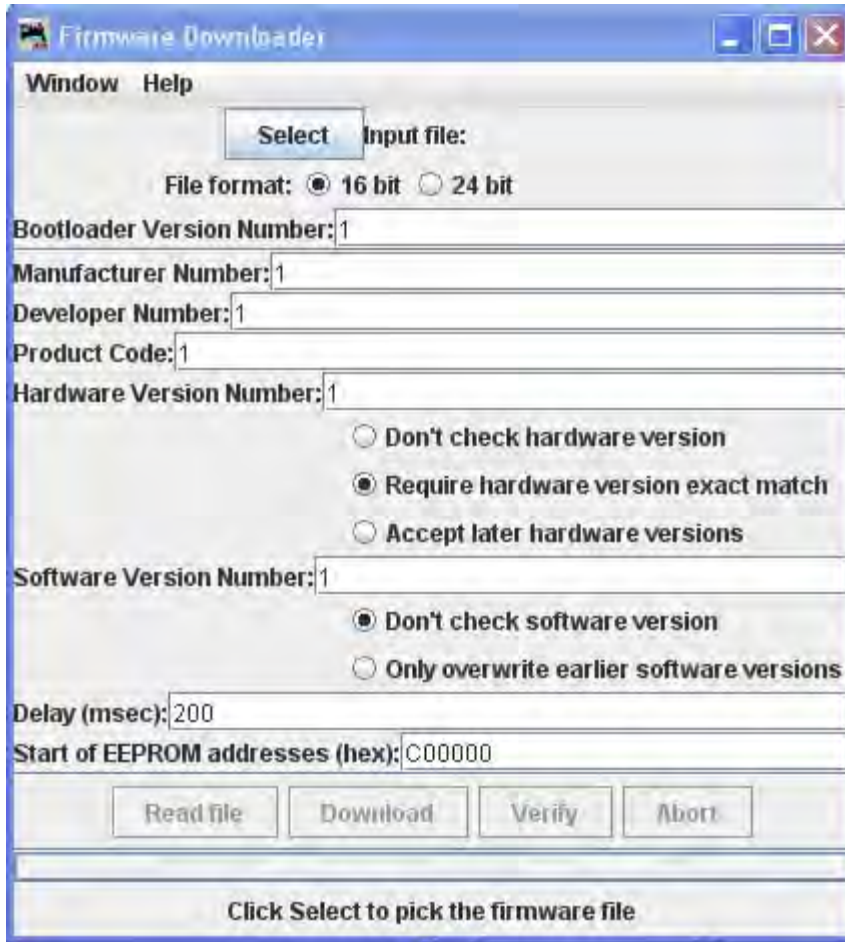 Firmware Downloader
Window Help
Select Input file:
File format: 16 bit 24 bit
Bootloader Version Number: 1
Manufacturer Number: 1
Developer Number: 1
Product Code: 1
Hardware Version Number: 1
Don't check hardware version
Require hardware version exact match
Accept later hardware versions
Software Version Number: 1
Don't check software version
Only overwrite earlier software versions
Delay (msec): 200
Start of EEPROM addresses (hex): C00000
Read file Download Verify Abort
Click Select to pick the firmware file